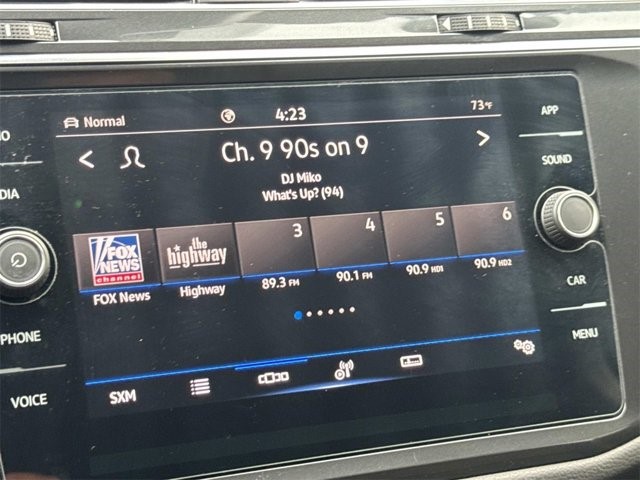 Normal
4:23
73°F
APP
Ch. 9 90s on 9
SOUND
DJ Miko
What's Up? (94)
DIA
FOX
NEWS
channel
the
highway
3
4
5
6
FOX News
Highway
89.3 FM
90.1 FM
90.9 HD1
90.9 HD2
CAR
PHONE
MENU
VOICE
SXM